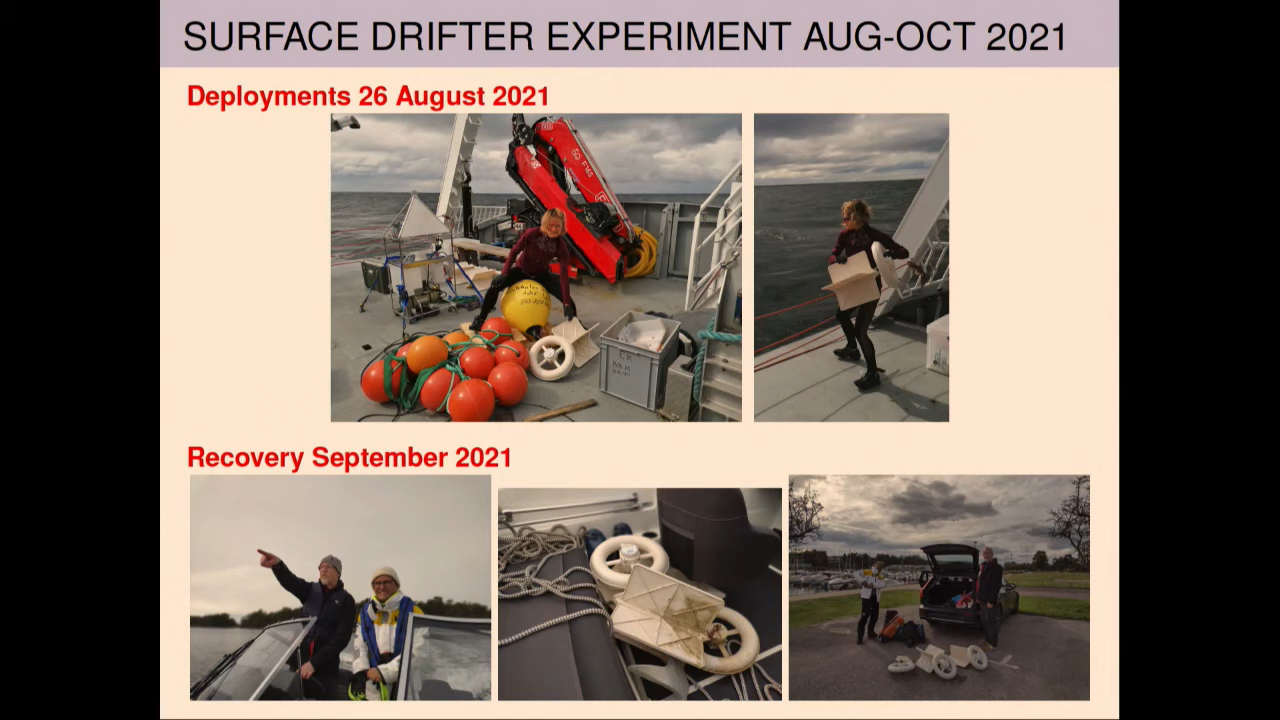 SURFACE DRIFTER EXPERIMENT AUG-OCT 2021
Deployments 26 August 2021
Recovery September 2021